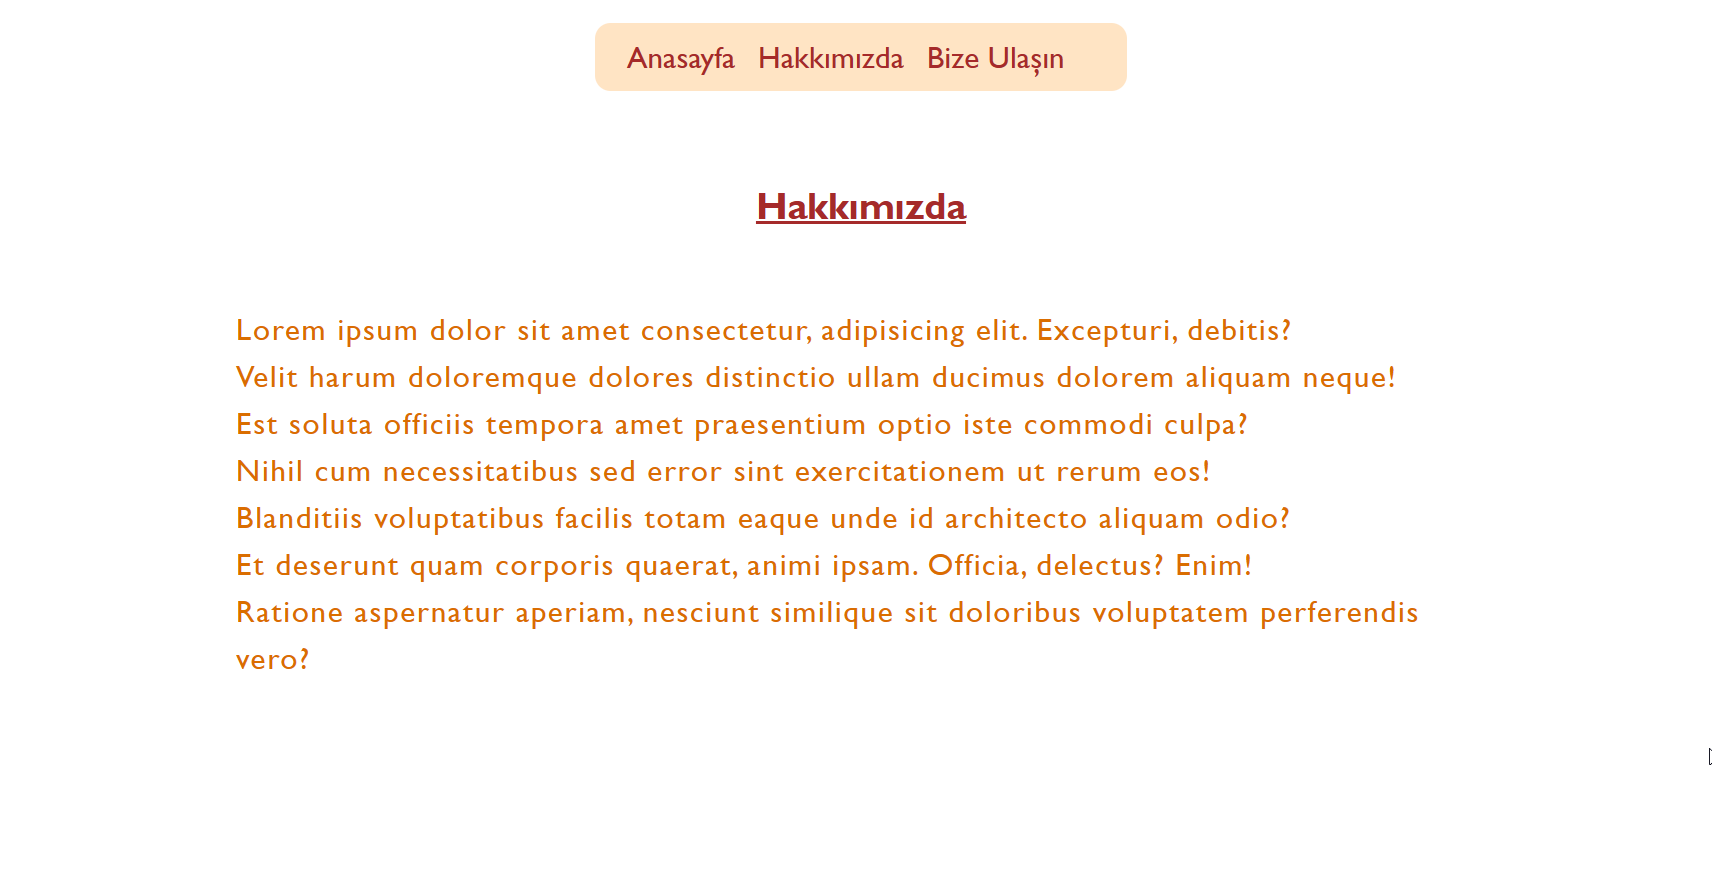 Anasayfa Hakkımızda Bize Ulaşın
Hakkımızda
Lorem ipsum dolor sit amet consectetur, adipisicing elit. Excepturi, debitis?
Velit harum doloremque dolores distinctio ullam ducimus dolorem aliquam neque!
Est soluta officiis tempora amet praesentium optio iste commodi culpa?
Nihil cum necessitatibus sed error sint exercitationem ut rerum eos!
Blanditiis voluptatibus facilis totam eaque unde id architecto aliquam odio?
Et deserunt quam corporis quaerat, animi ipsam. Officia, delectus? Enim!
Ratione aspernatur aperiam, nesciunt similique sit doloribus voluptatem perferendis
vero?